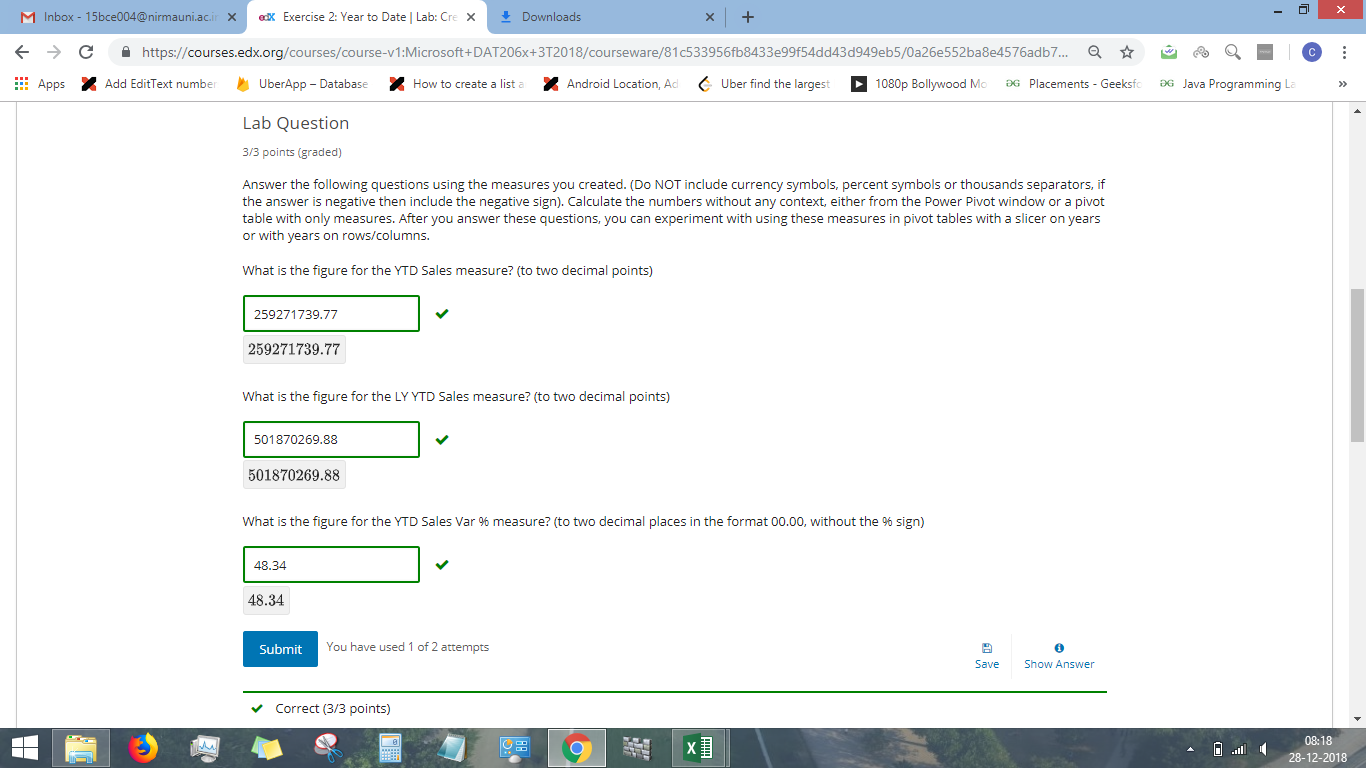 Inbox - 15bce004@nirmauni.ac.i
edX Exercise 2: Year to Date | Lab: Cre
Downloads
https://courses.edx.org/courses/course-v1:Microsoft+DAT206x+3T2018/courseware/81c533956fb8433e99f54dd43d949eb5/0a26e552ba8e4576adb7...
C
Apps
Add EditText number
UberApp – Database
How to create a list a
Android Location, Ad
Uber find the largest
1080p Bollywood Mo
Placements - Geeksfo
Java Programming La
»
Lab Question
3/3 points (graded)
Answer the following questions using the measures you created. (Do NOT include currency symbols, percent symbols or thousands separators, if
the answer is negative then include the negative sign). Calculate the numbers without any context, either from the Power Pivot window or a pivot
table with only measures. After you answer these questions, you can experiment with using these measures in pivot tables with a slicer on years
or with years on rows/columns.
What is the figure for the YTD Sales measure? (to two decimal points)
259271739.77
259271739.77
What is the figure for the LY YTD Sales measure? (to two decimal points)
501870269.88
501870269.88
What is the figure for the YTD Sales Var % measure? (to two decimal places in the format 00.00, without the % sign)
48.34
48.34
Submit
You have used 1 of 2 attempts
Save
Show Answer
Correct (3/3 points)
08:18
28-12-2018